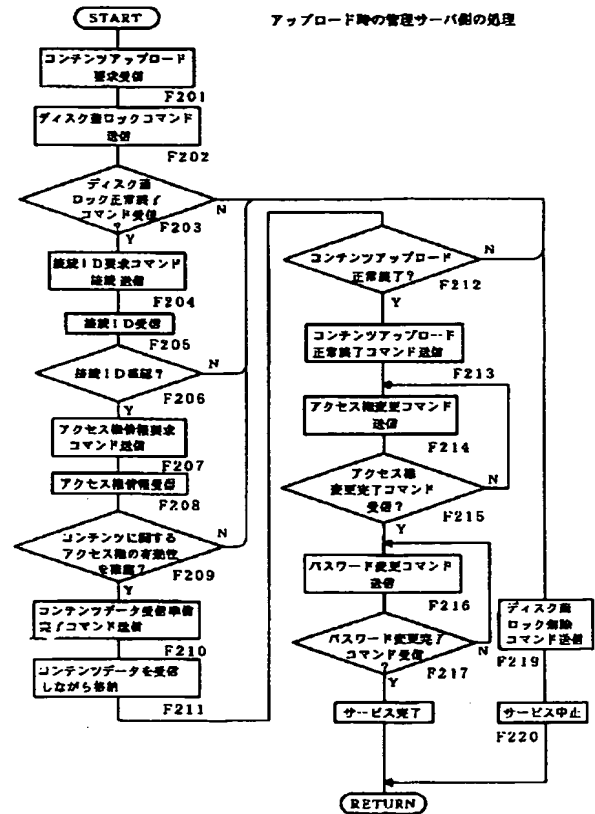 アップロード時の管理サーバ側の処理
START
コンテンツアップロード
要求受信
F201
ディスク面ロックコマンド
送信
F202
ディスク面
ロック正常終了
コマンド受信
?
F203
N
Y
接続ID要求コマンド
送信
F204
接続ID受信
F205
接続ID確認?
F206
N
Y
アクセス権情報要求
コマンド送信
F207
アクセス権情報受信
F208
コンテンツに関する
アクセス権の有効性
を確認?
F209
N
Y
コンテンツデータ受信準備
完了コマンド送信
F210
コンテンツデータを受信
しながら格納
F211
コンテンツアップロード
正常終了?
F212
N
Y
コンテンツアップロード
正常終了コマンド送信
F213
アクセス権変更コマンド
送信
F214
アクセス権
変更完了コマンド
受信?
F215
N
Y
パスワード変更コマンド
送信
F216
パスワード変更完了
コマンド受信
?
F217
N
Y
サービス完了
ディスク面
ロック解除
コマンド送信
F219
サービス中止
F220
RETURN